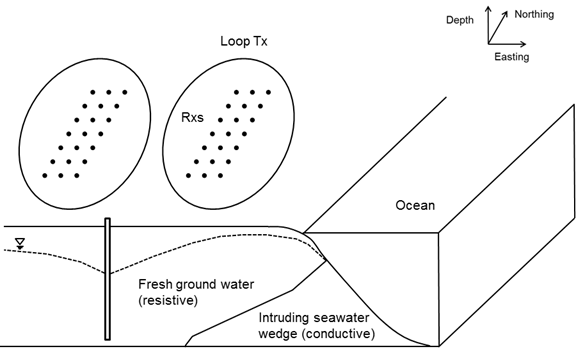 Depth
Northing
Easting
Loop Tx
Rxs
Ocean
Fresh ground water
(resistive)
Intruding seawater
wedge (conductive)